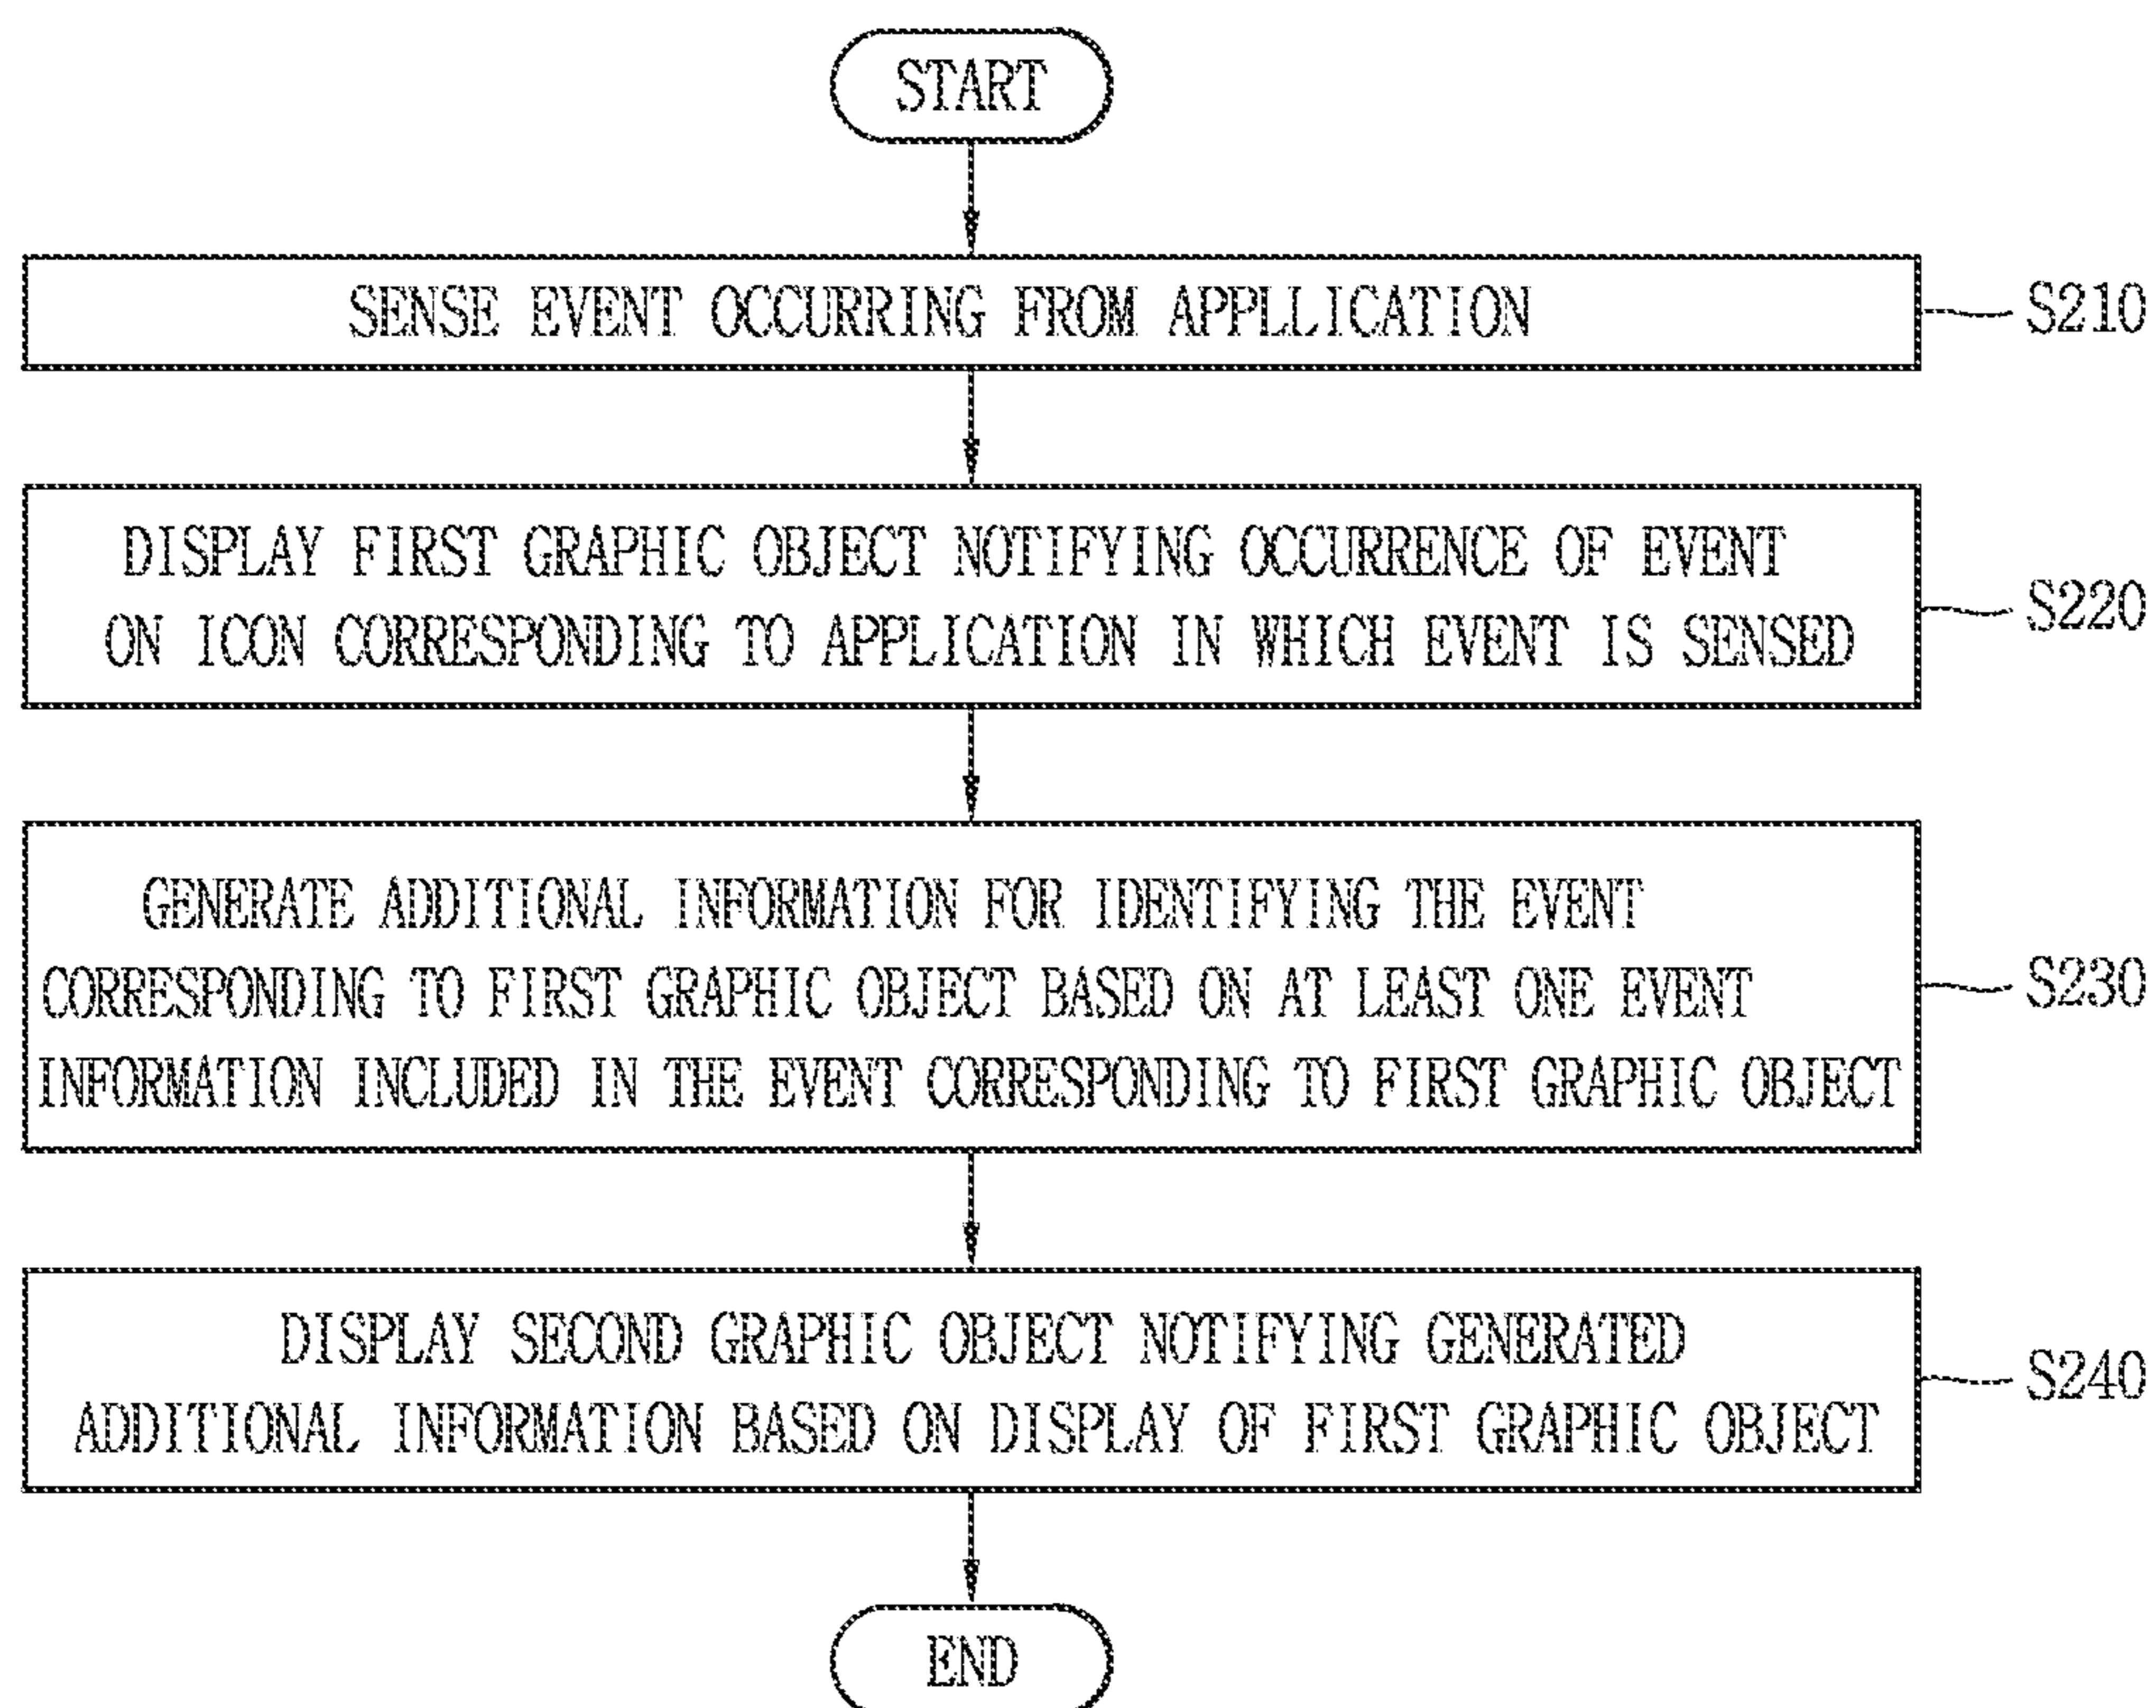 START
SENSE EVENT OCCURRING FROM APPLLICATION
S210
DISPLAY FIRST GRAPHIC OBJECT NOTIFYING OCCURRENCE OF EVENT
ON ICON CORRESPONDING TO APPLICATION IN WHICH EVENT IS SENSED
S220
GENERATE ADDITIONAL INFORMATION FOR IDENTIFYING THE EVENT
CORRESPONDING TO FIRST GRAPHIC OBJECT BASED ON AT LEAST ONE EVENT
INFORMATION INCLUDED IN THE EVENT CORRESPONDING TO FIRST GRAPHIC OBJECT
S230
DISPLAY SECOND GRAPHIC OBJECT NOTIFYING GENERATED
ADDITIONAL INFORMATION BASED ON DISPLAY OF FIRST GRAPHIC OBJECT
S240
END